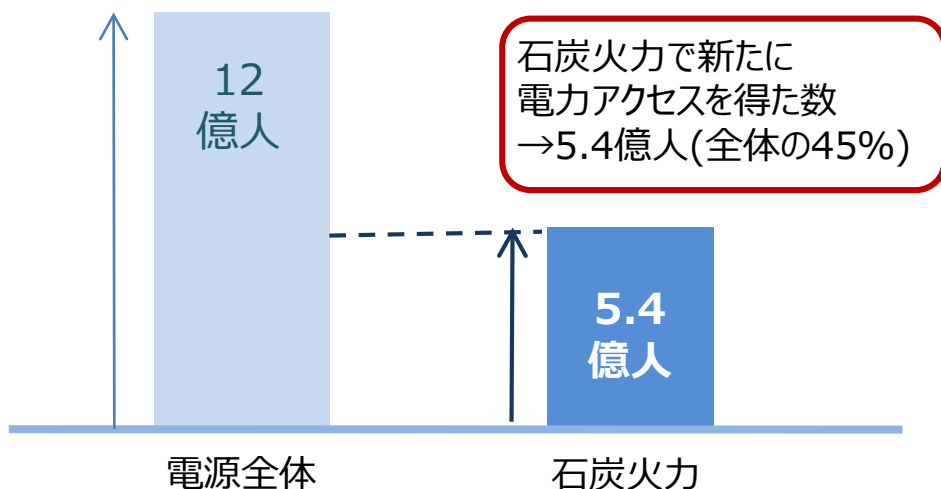 12
億人
石炭火力で新たに
電力アクセスを得た数
→5.4億人(全体の45%)
5.4
億人
電源全体
石炭火力